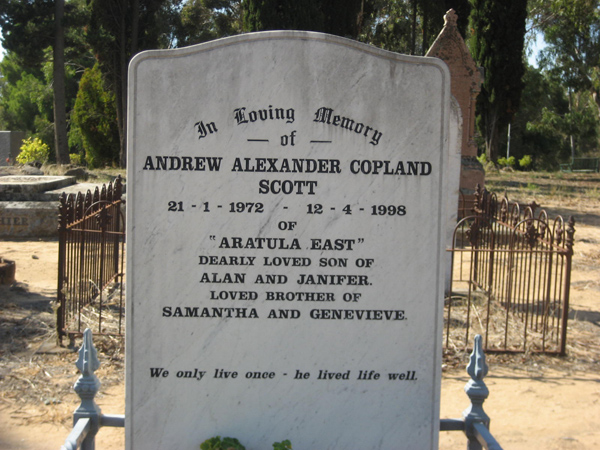 In Loving Memory
— of —
ANDREW ALEXANDER COPLAND
SCOTT
21 - 1 - 1972 - 12 - 4 - 1998
OF
"ARATULA EAST"
DEARLY LOVED SON OF
ALAN AND JANIFER.
LOVED BROTHER OF
SAMANTHA AND GENEVIEVE.
We only live once - he lived life well.